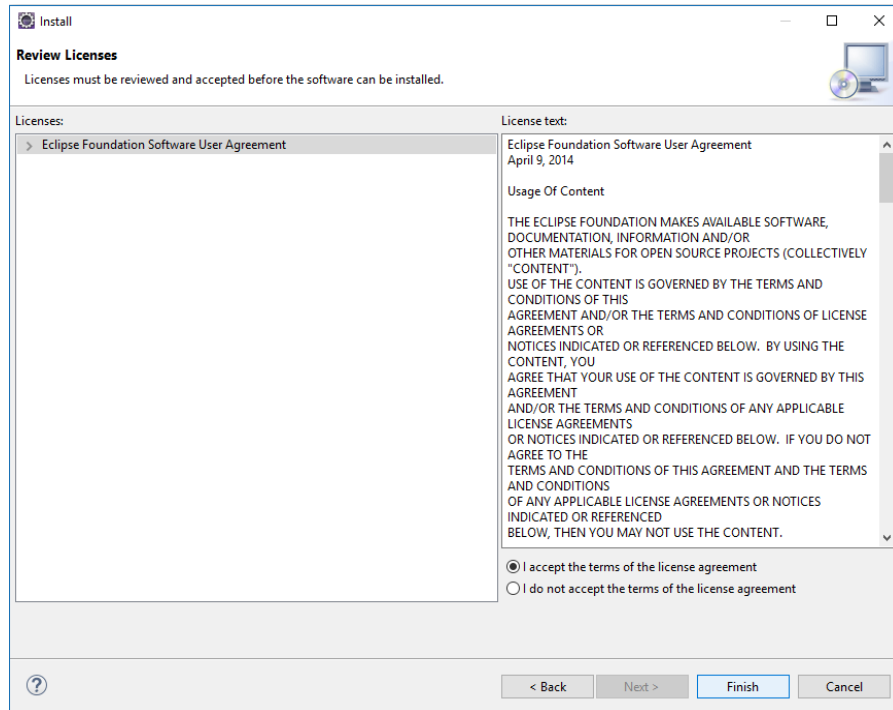 Install
Review Licenses
Licenses must be reviewed and accepted before the software can be installed.
Licenses:
Eclipse Foundation Software User Agreement
License text:
Eclipse Foundation Software User Agreement
April 9, 2014
Usage Of Content
THE ECLIPSE FOUNDATION MAKES AVAILABLE SOFTWARE,
DOCUMENTATION, INFORMATION AND/OR
OTHER MATERIALS FOR OPEN SOURCE PROJECTS (COLLECTIVELY
"CONTENT").
USE OF THE CONTENT IS GOVERNED BY THE TERMS AND
CONDITIONS OF THIS
AGREEMENT AND/OR THE TERMS AND CONDITIONS OF LICENSE
AGREEMENTS OR
NOTICES INDICATED OR REFERENCED BELOW.  BY USING THE
CONTENT, YOU
AGREE THAT YOUR USE OF THE CONTENT IS GOVERNED BY THIS
AGREEMENT
AND/OR THE TERMS AND CONDITIONS OF ANY APPLICABLE
LICENSE AGREEMENTS
OR NOTICES INDICATED OR REFERENCED BELOW.  IF YOU DO NOT
AGREE TO THE
TERMS AND CONDITIONS OF THIS AGREEMENT AND THE TERMS
AND CONDITIONS
OF ANY APPLICABLE LICENSE AGREEMENTS OR NOTICES
INDICATED OR REFERENCED
BELOW, THEN YOU MAY NOT USE THE CONTENT.
I accept the terms of the license agreement
I do not accept the terms of the license agreement
?
< Back
Next >
Finish
Cancel